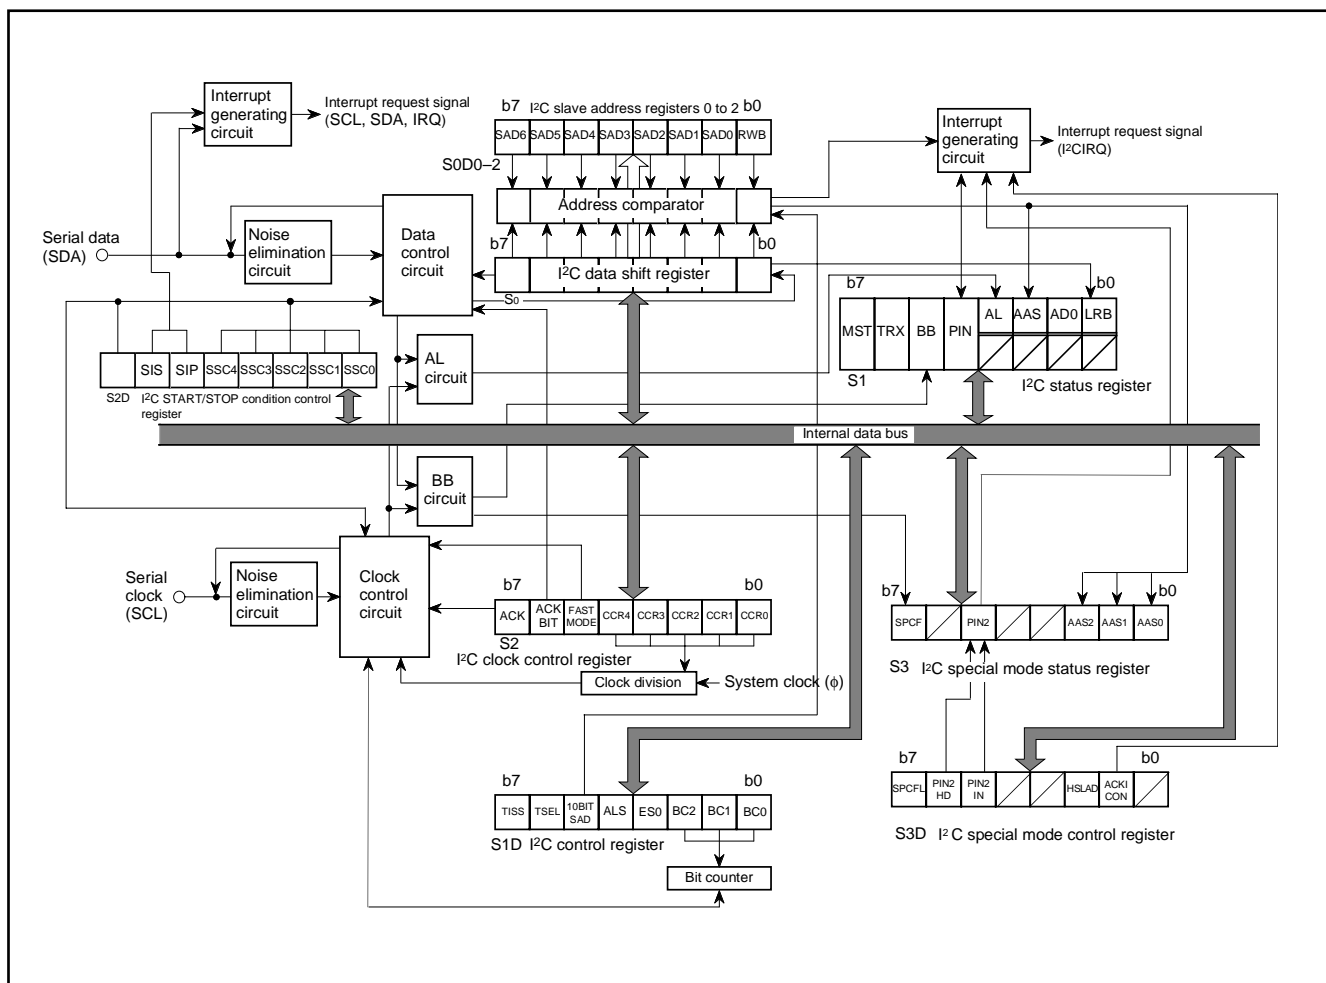 Interrupt
generating
circuit
Interrupt request signal
(SCL, SDA, IRQ)
b7 I²C slave address registers 0 to 2 b0
SAD6 SAD5 SAD4 SAD3 SAD2 SAD1 SAD0 RWB
S0D0–2
Interrupt
generating
circuit
Interrupt request signal
(I²CIRQ)
Address comparator
Serial data
(SDA)
Noise
elimination
circuit
Data
control
circuit
b7 b0
I²C data shift register
S0
b7 b0
MST TRX BB PIN AL AAS AD0 LRB
S1
I²C status register
SIS SIP SSC4 SSC3 SSC2 SSC1 SSC0
S2D I²C START/STOP condition control
register
AL
circuit
Internal data bus
BB
circuit
Serial
clock
(SCL)
Noise
elimination
circuit
Clock
control
circuit
b7 b0
ACK ACK BIT FAST MODE CCR4 CCR3 CCR2 CCR1 CCR0
S2
I²C clock control register
Clock division
System clock (ϕ)
b7 b0
SPCF PIN2 AAS2 AAS1 AAS0
S3 I²C special mode status register
b7 b0
TISS TSEL 10BIT SAD ALS ES0 BC2 BC1 BC0
S1D I²C control register
Bit counter
b7 b0
SPCFL PIN2 HD PIN2 IN HSLAD ACKI CON
S3D I² C special mode control register